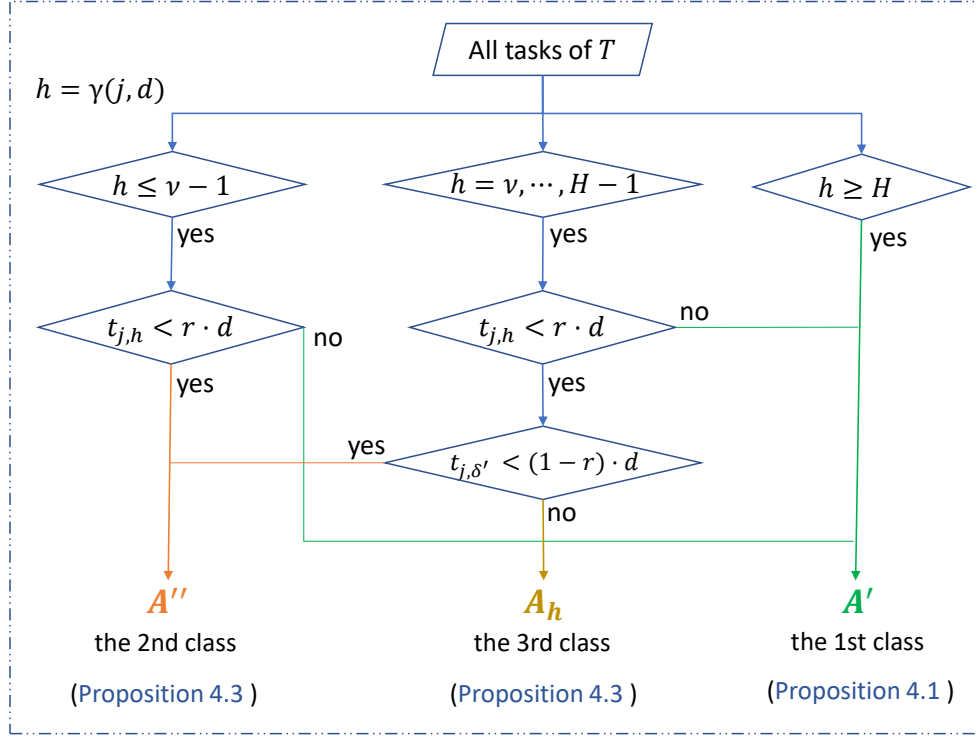 All tasks of T
h = γ(j, d)
h ≤ ν − 1
h = ν, ⋯ , H − 1
h ≥ H
yes
yes
yes
t_{j,h} < r · d
no
t_{j,h} < r · d
no
yes
yes
yes
t_{j,δ′} < (1 − r) · d
no
A′′
A_h
A′
the 2nd class
the 3rd class
the 1st class
(Proposition 4.3 )
(Proposition 4.3 )
(Proposition 4.1 )